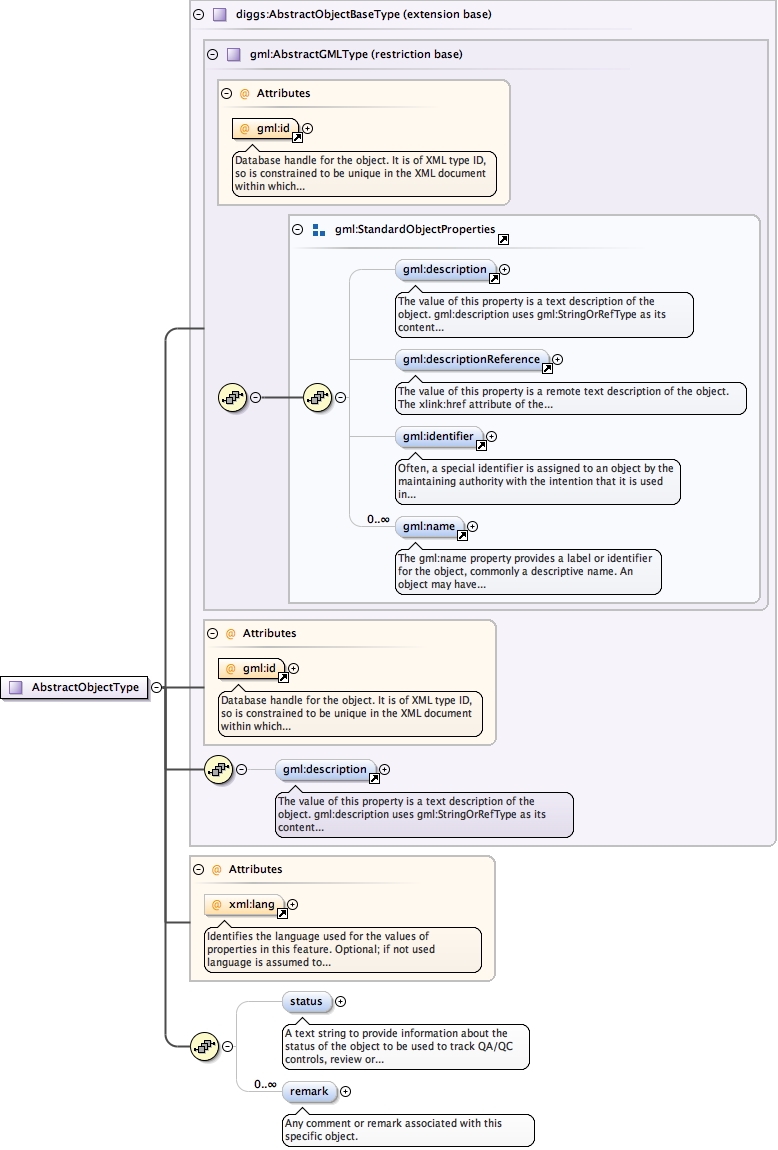 diggs:AbstractObjectBaseType (extension base)
gml:AbstractGMLType (restriction base)
@ Attributes
@ gml:id
Database handle for the object. It is of XML type ID,
so is constrained to be unique in the XML document
within which...
gml:StandardObjectProperties
gml:description
The value of this property is a text description of the
object. gml:description uses gml:StringOrRefType as its
content...
gml:descriptionReference
The value of this property is a remote text description of the object.
The xlink:href attribute of the...
gml:identifier
Often, a special identifier is assigned to an object by the
maintaining authority with the intention that it is used
in...
0..∞
gml:name
The gml:name property provides a label or identifier
for the object, commonly a descriptive name. An
object may have...
@ Attributes
@ gml:id
AbstractObjectType
Database handle for the object. It is of XML type ID,
so is constrained to be unique in the XML document
within which...
gml:description
The value of this property is a text description of the
object. gml:description uses gml:StringOrRefType as its
content...
@ Attributes
@ xml:lang
Identifies the language used for the values of
properties in this feature. Optional; if not used
language is assumed to...
status
A text string to provide information about the
status of the object to be used to track QA/QC
controls, review or...
0..∞
remark
Any comment or remark associated with this
specific object.